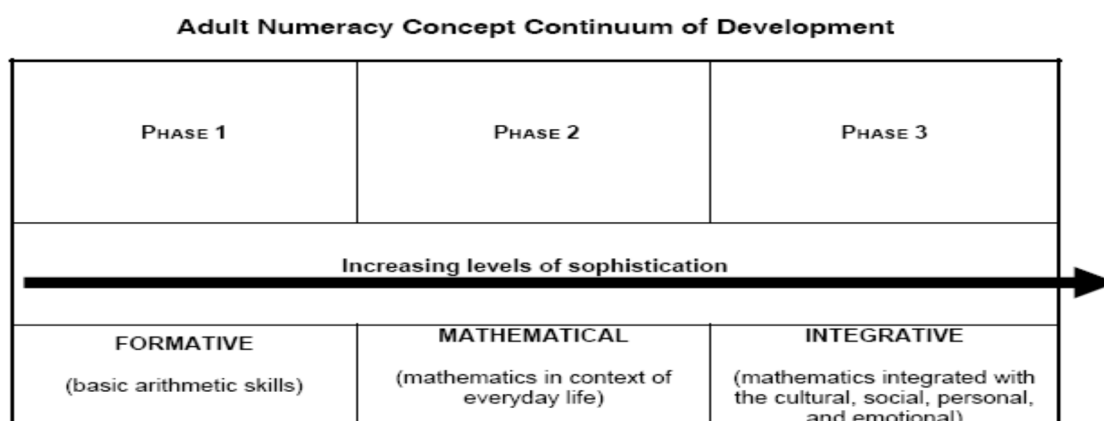 Adult Numeracy Concept Continuum of Development
PHASE 1
PHASE 2
PHASE 3
Increasing levels of sophistication
FORMATIVE
(basic arithmetic skills)
MATHEMATICAL
(mathematics in context of
everyday life)
INTEGRATIVE
(mathematics integrated with
the cultural, social, personal,
and emotional)